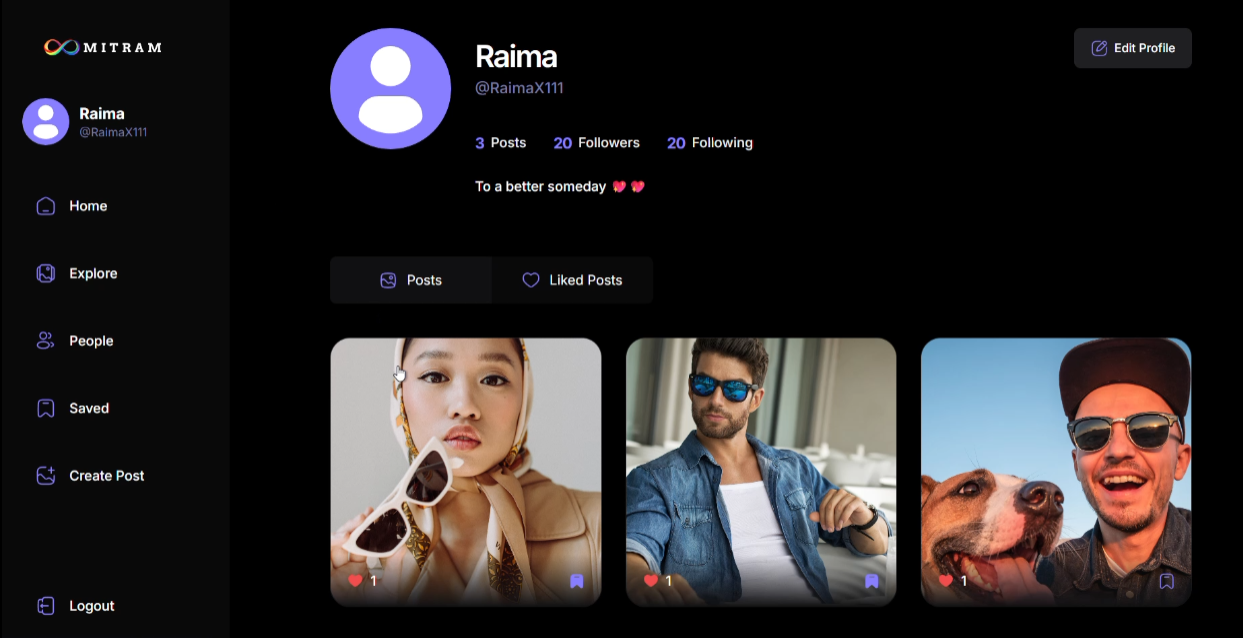 MITRAM
Raima
@RaimaX111
Home
Explore
People
Saved
Create Post
Logout
Raima
@RaimaX111
Edit Profile
3 Posts 20 Followers 20 Following
To a better someday 💖 💖
Posts Liked Posts
1 1 1